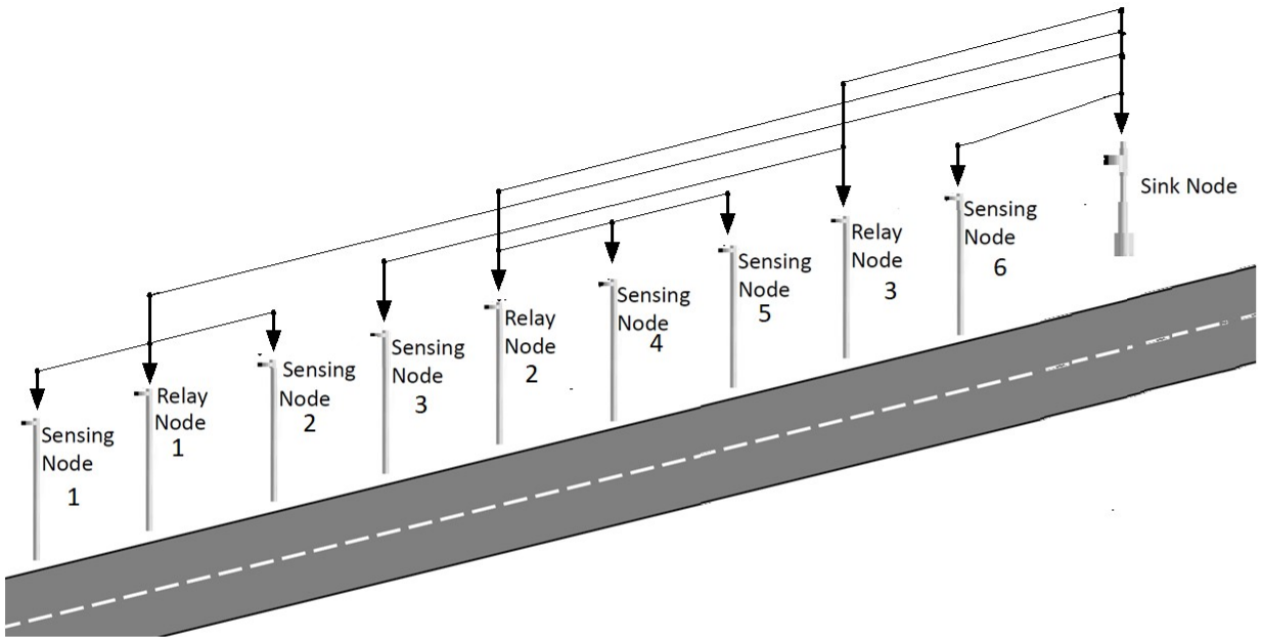 Sensing
Node
1
Relay
Node
1
Sensing
Node
2
Sensing
Node
3
Relay
Node
2
Sensing
Node
4
Sensing
Node
5
Relay
Node
3
Sensing
Node
6
Sink Node